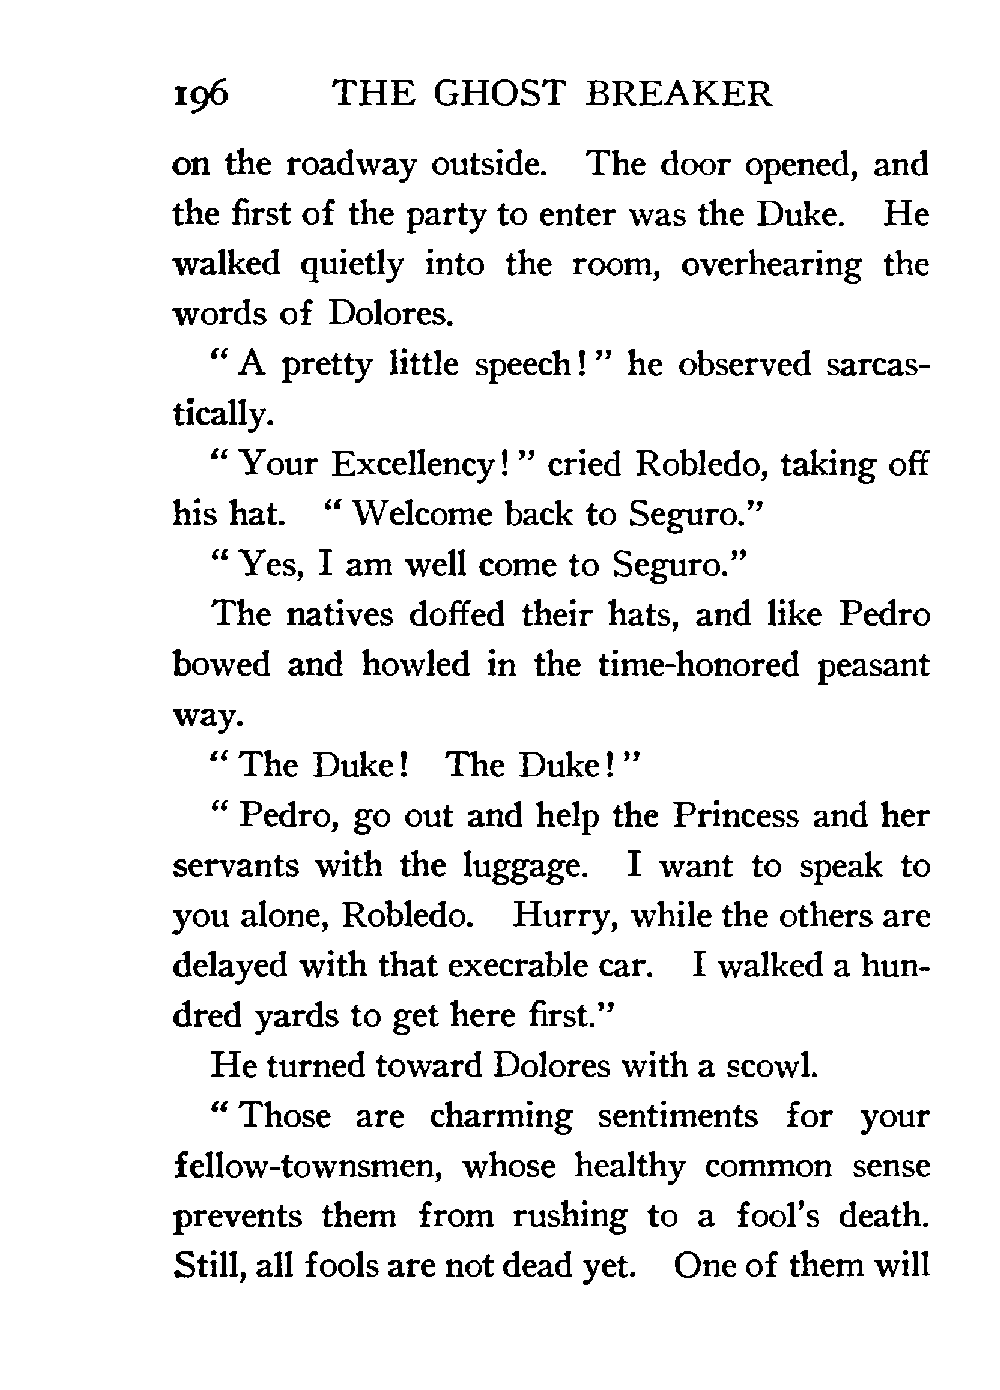 196 THE GHOST BREAKER
on the roadway outside. The door opened, and
the first of the party to enter was the Duke. He
walked quietly into the room, overhearing the
words of Dolores.
“ A pretty little speech! ” he observed sarcas-
tically.
“ Your Excellency! ” cried Robledo, taking off
his hat. “ Welcome back to Seguro.”
“ Yes, I am well come to Seguro.”
The natives doffed their hats, and like Pedro
bowed and howled in the time-honored peasant
way.
“ The Duke! The Duke! ”
“ Pedro, go out and help the Princess and her
servants with the luggage. I want to speak to
you alone, Robledo. Hurry, while the others are
delayed with that execrable car. I walked a hun-
dred yards to get here first.”
He turned toward Dolores with a scowl.
“ Those are charming sentiments for your
fellow-townsmen, whose healthy common sense
prevents them from rushing to a fool’s death.
Still, all fools are not dead yet. One of them will